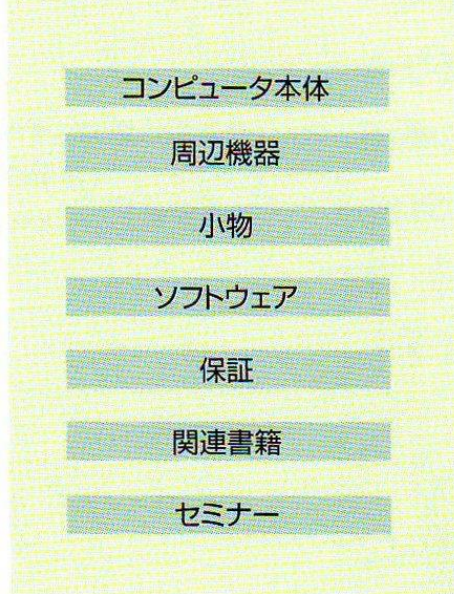 コンピュータ本体
周辺機器
小物
ソフトウェア
保証
関連書籍
セミナー